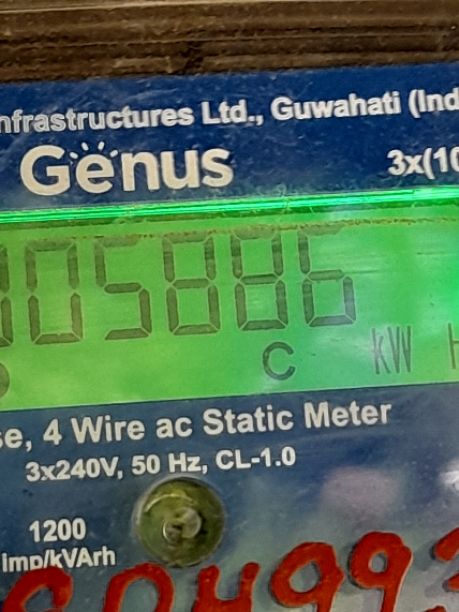 nfrastructures Ltd., Guwahati (Ind
Genus
3x(10
005886
C
kW H
se, 4 Wire ac Static Meter
3x240V, 50 Hz, CL-1.0
1200
Imp/kVArh